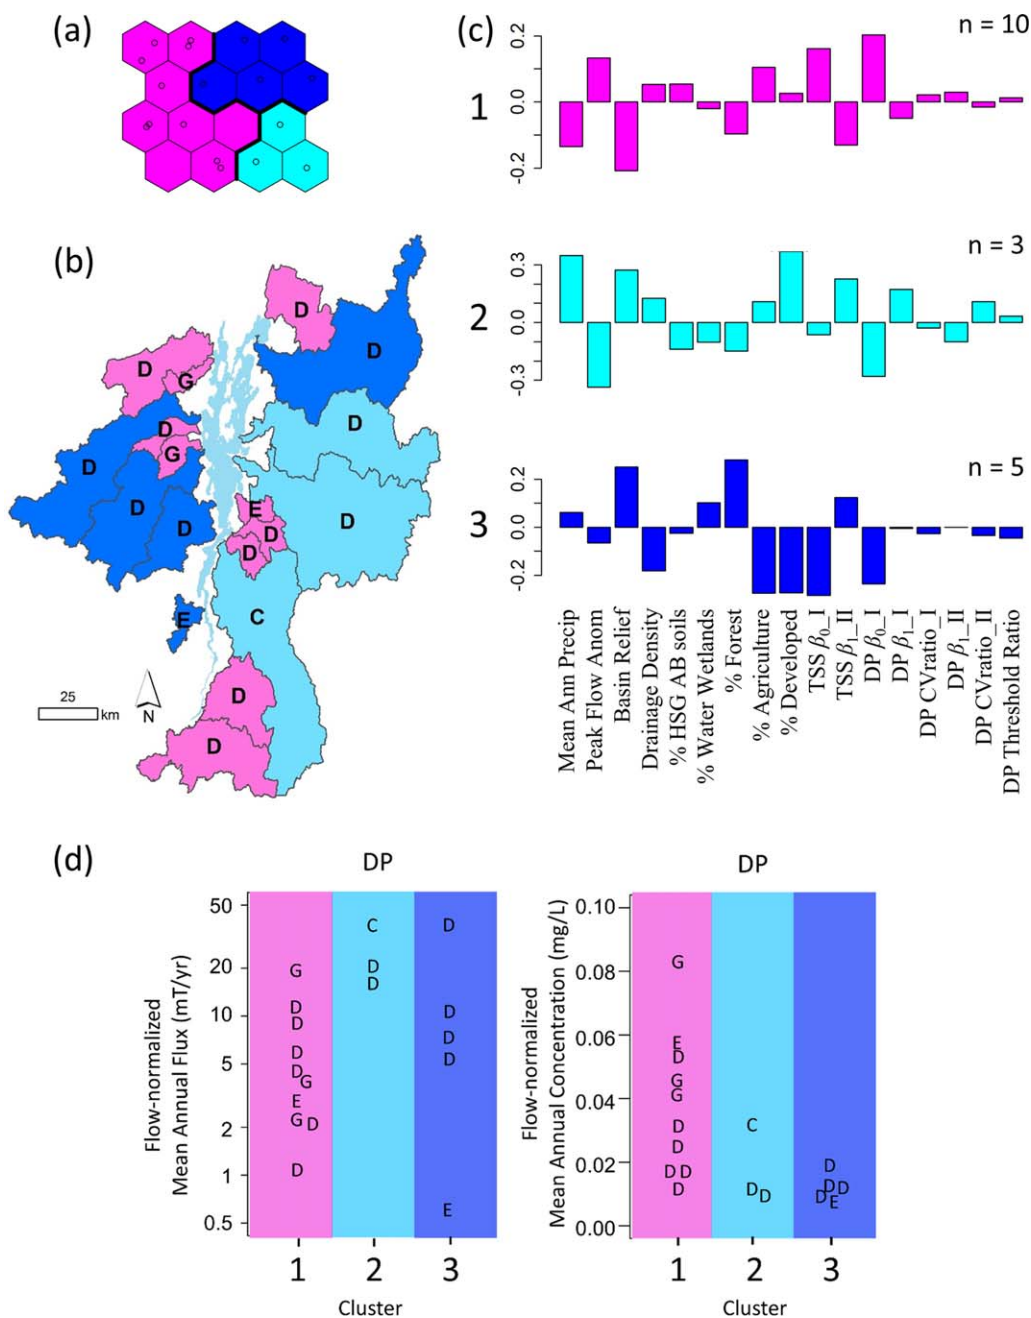 (a)
(c)
n = 10
0.2
0.0
-0.2
1
(b)
n = 3
0.3
0.0
-0.3
2
n = 5
0.2
0.0
-0.2
3
D
D
D
G
D
D
G
D
D
D
D
E
D
D
D
C
E
D
D
25
km
N
Mean Ann Precip
Peak Flow Anom
Basin Relief
Drainage Density
% HSG AB soils
% Water Wetlands
% Forest
% Agriculture
% Developed
TSS β0_I
TSS β1_II
DP β0_I
DP β1_I
DP CVratio_I
DP β1_II
DP CVratio_II
DP Threshold Ratio
(d)
DP
Flow-normalized
Mean Annual Flux (mT/yr)
50
20
10
5
2
1
0.5
G
D
D
D
D
G
E
G D
D
C
D
D
D
D
D
D
E
1 2 3
Cluster
DP
Flow-normalized
Mean Annual Concentration (mg/L)
0.10
0.08
0.06
0.04
0.02
0.00
G
E
D
G
G
D
D
D D
D
C
D D
D
D D
D E
1 2 3
Cluster